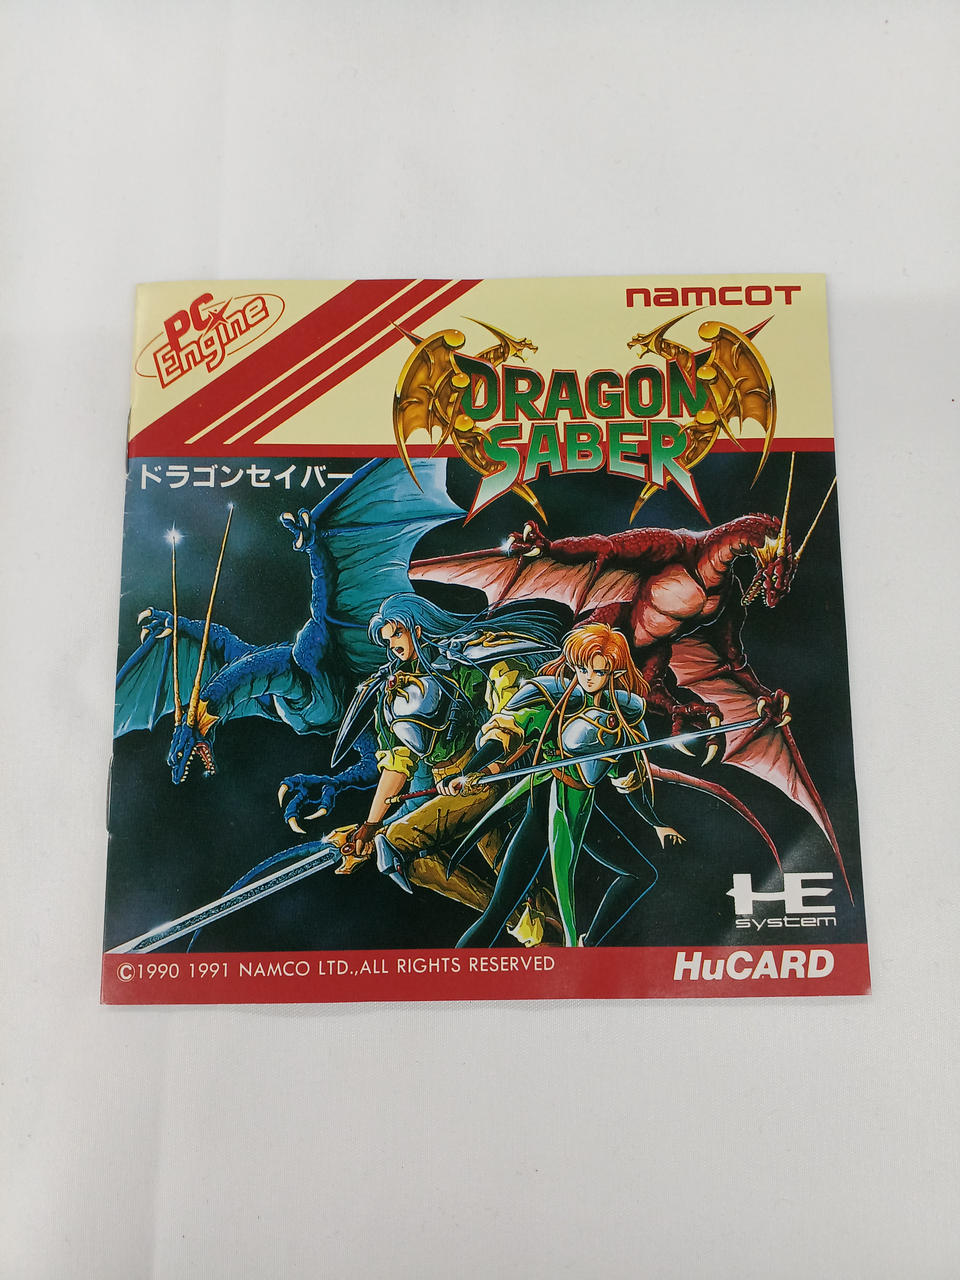 PC Engine
namcot
DRAGON
SABER
ドラゴンセイバー
HE
system
©1990 1991 NAMCO LTD.,ALL RIGHTS RESERVED
HuCARD